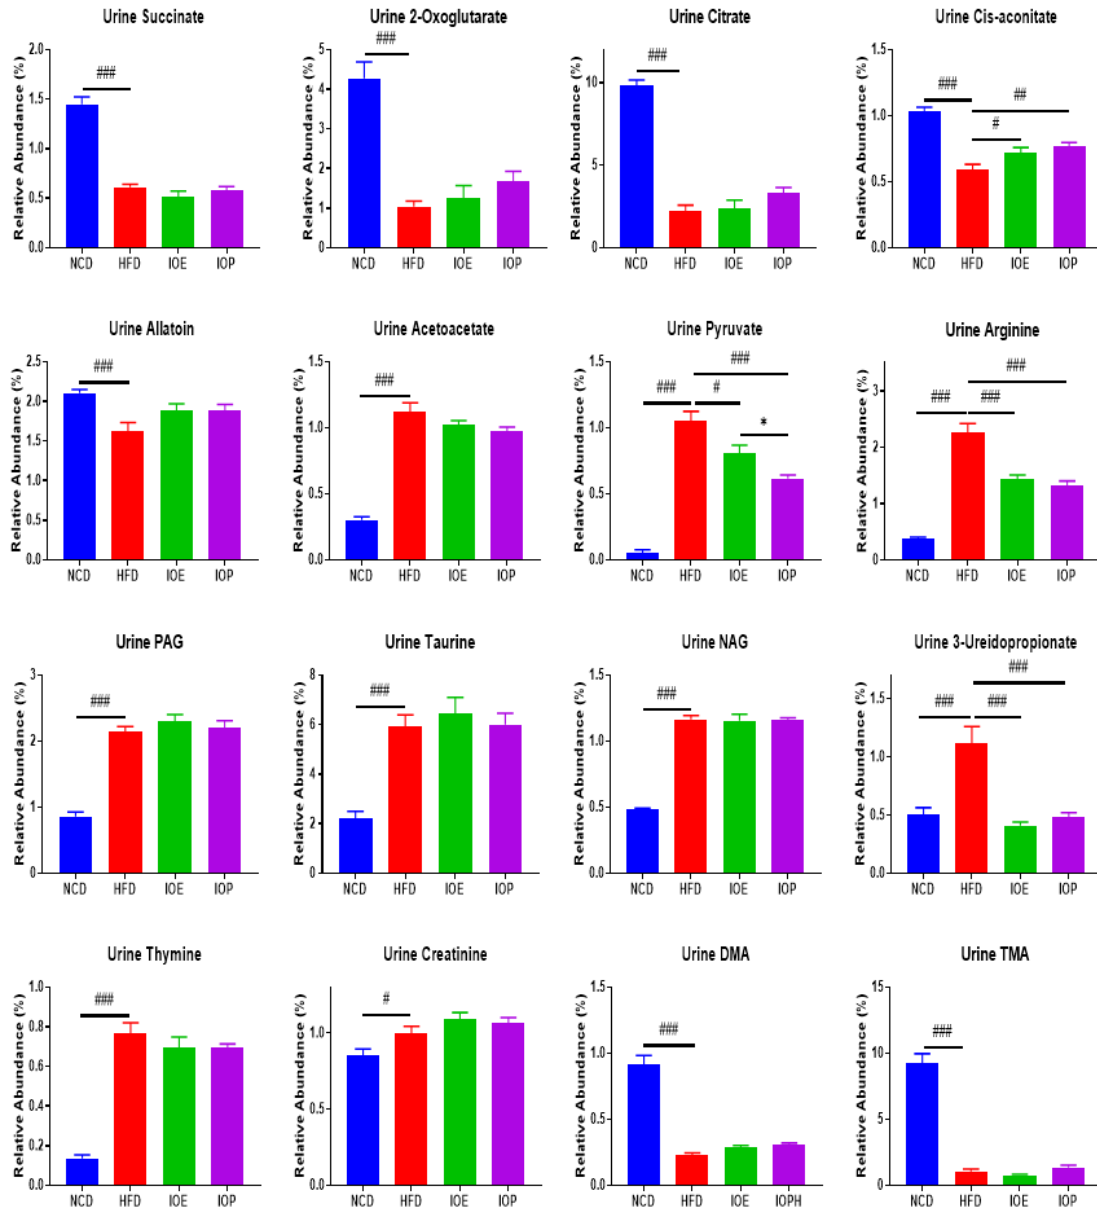 Urine Succinate
Relative Abundance (%)
2.0
1.5
1.0
0.5
0.0
###
NCD HFD IOE IOP
Urine 2-Oxoglutarate
Relative Abundance (%)
5
4
3
2
1
0
###
NCD HFD IOE IOP
Urine Citrate
Relative Abundance (%)
10
5
0
###
NCD HFD IOE IOP
Urine Cis-aconitate
Relative Abundance (%)
1.5
1.0
0.5
0.0
### ##
#
NCD HFD IOE IOP
Urine Allatoin
Relative Abundance (%)
2.5
2.0
1.5
1.0
0.5
0.0
###
NCD HFD IOE IOP
Urine Acetoacetate
Relative Abundance (%)
1.5
1.0
0.5
0.0
###
NCD HFD IOE IOP
Urine Pyruvate
Relative Abundance (%)
1.5
1.0
0.5
0.0
###
### #
*
NCD HFD IOE IOP
Urine Arginine
Relative Abundance (%)
3
2
1
0
###
### ###
NCD HFD IOE IOP
Urine PAG
Relative Abundance (%)
3
2
1
0
###
NCD HFD IOE IOP
Urine Taurine
Relative Abundance (%)
8
6
4
2
0
###
NCD HFD IOE IOP
Urine NAG
Relative Abundance (%)
1.5
1.0
0.5
0.0
###
NCD HFD IOE IOP
Urine 3-Ureidopropionate
Relative Abundance (%)
1.5
1.0
0.5
0.0
###
### ###
NCD HFD IOE IOP
Urine Thymine
Relative Abundance (%)
1.0
0.8
0.6
0.4
0.2
0.0
###
NCD HFD IOE IOP
Urine Creatinine
Relative Abundance (%)
1.0
0.5
0.0
#
NCD HFD IOE IOP
Urine DMA
Relative Abundance (%)
1.5
1.0
0.5
0.0
###
NCD HFD IOE IOPH
Urine TMA
Relative Abundance (%)
15
10
5
0
###
NCD HFD IOE IOP